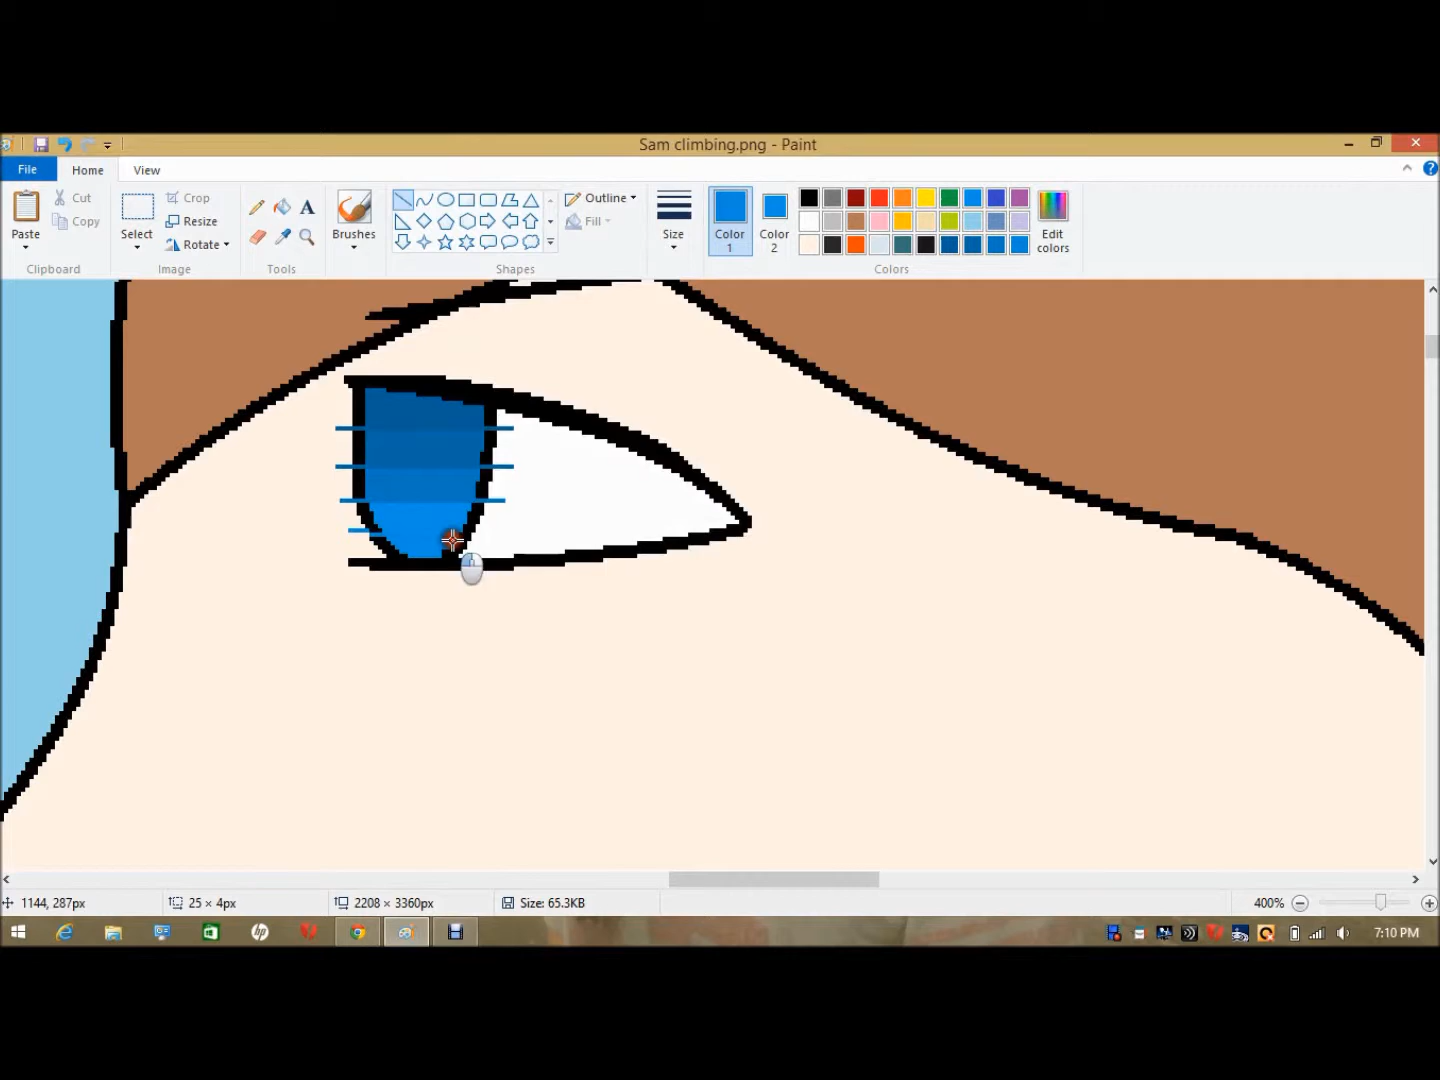 Sam climbing.png - Paint
File Home View
Paste
Cut
Copy
Clipboard
Select
Crop
Resize
Rotate
Image
A
Tools
Brushes
Outline
Fill
Shapes
Size
Color 1
Color 2
Edit colors
Colors
1144, 287px
25 × 4px
2208 × 3360px
Size: 65.3KB
400%
hp
7:10 PM